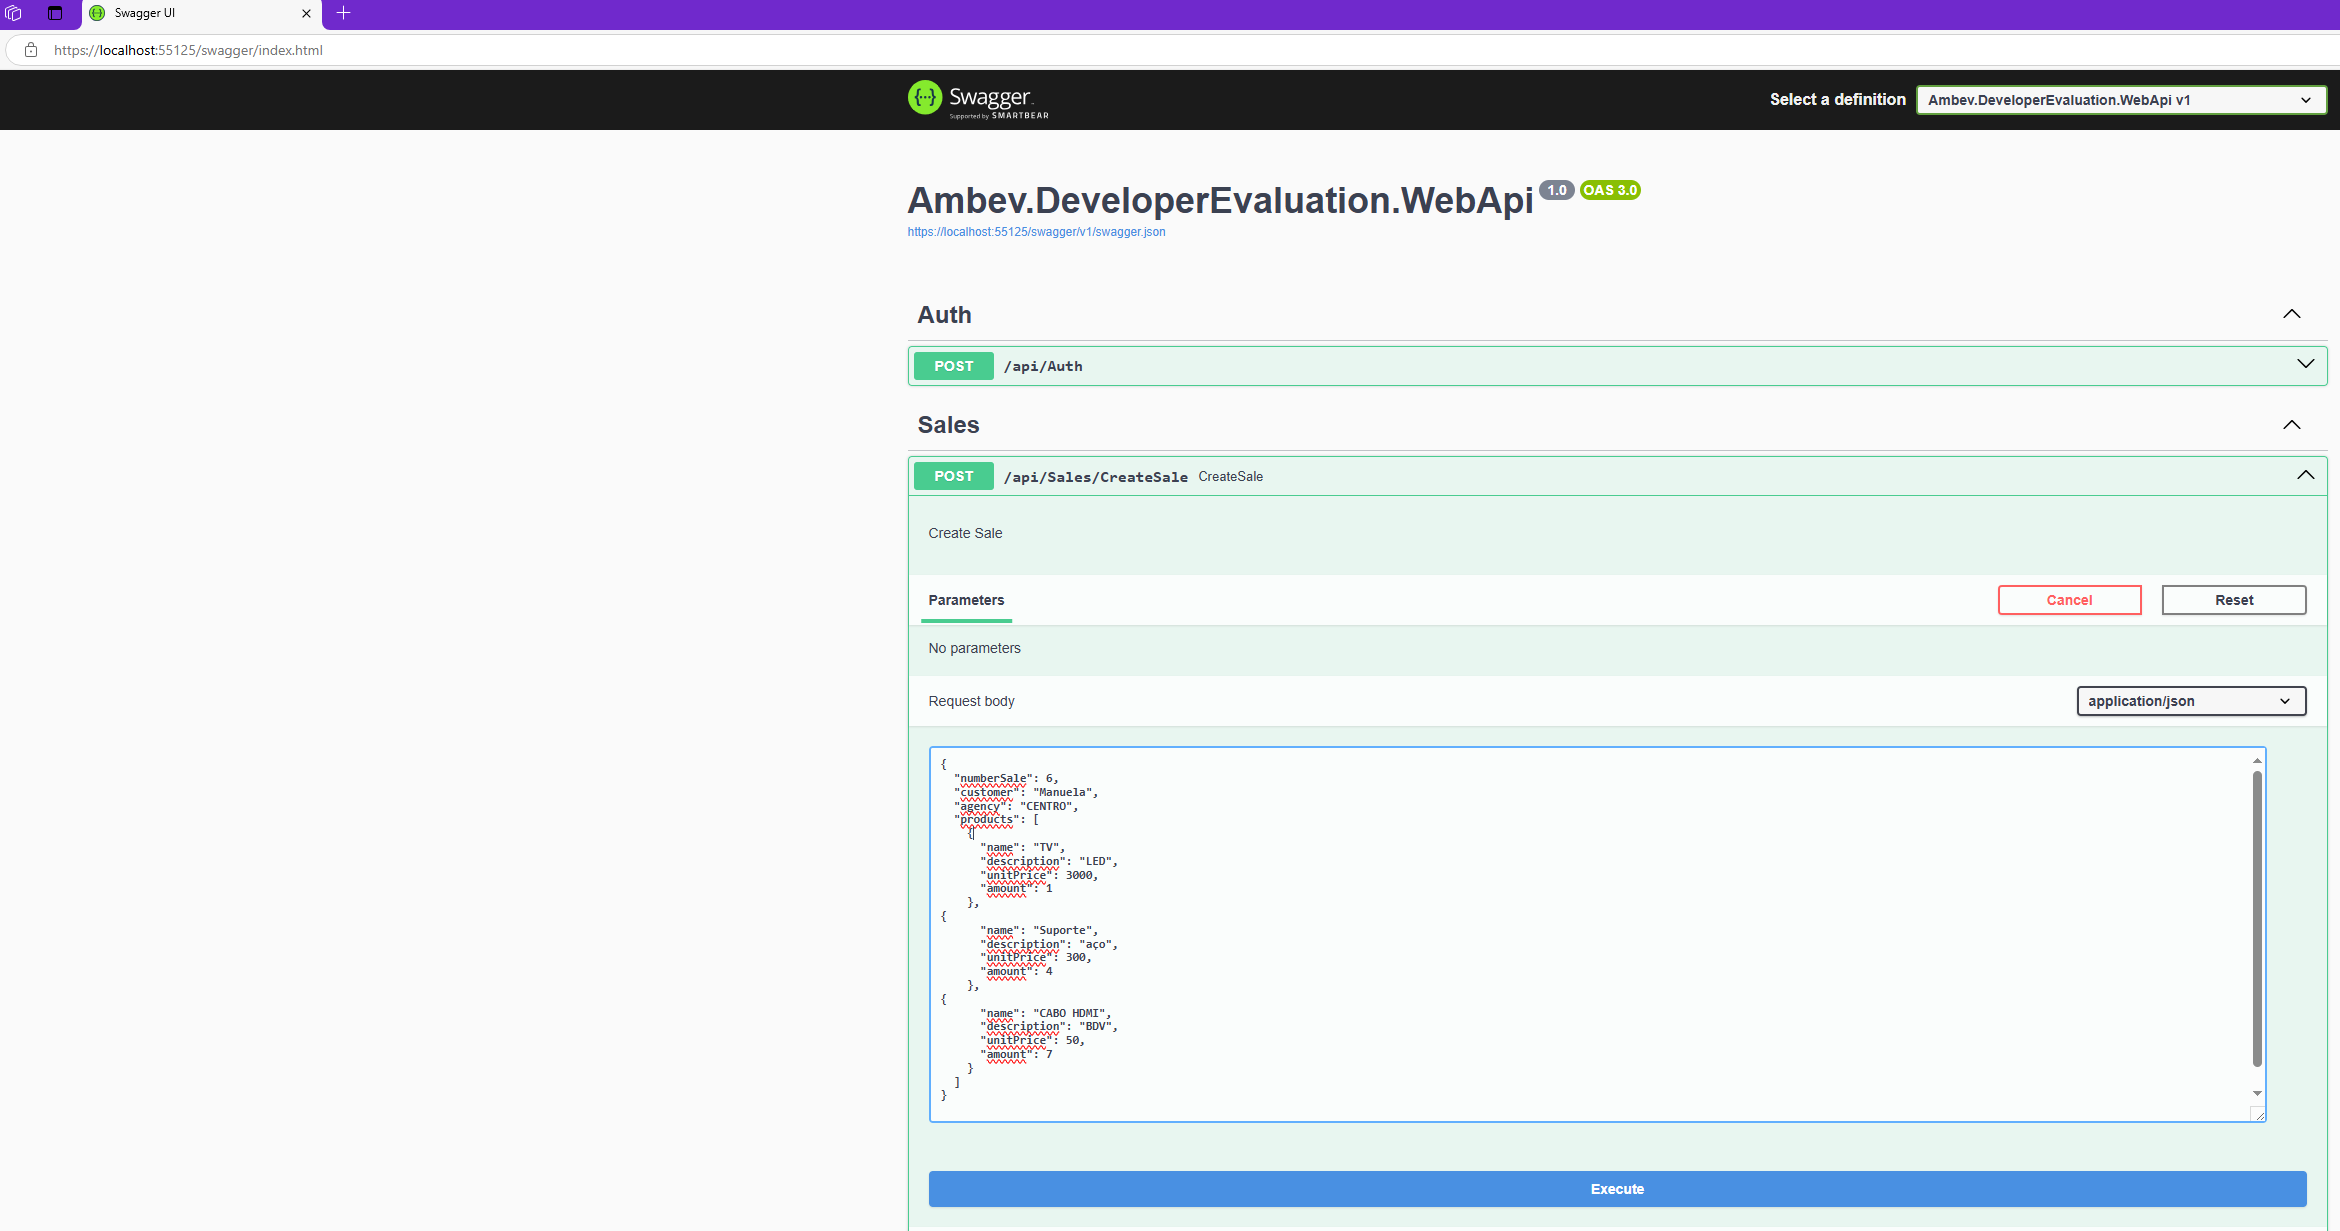 Swagger UI
https://localhost:55125/swagger/index.html
Swagger
Supported by SMARTBEAR
Select a definition
Ambev.DeveloperEvaluation.WebApi v1
Ambev.DeveloperEvaluation.WebApi 1.0 OAS 3.0
https://localhost:55125/swagger/v1/swagger.json
Auth
POST /api/Auth
Sales
POST /api/Sales/CreateSale CreateSale
Create Sale
Parameters
Cancel
Reset
No parameters
Request body
application/json
{
  "numberSale": 6,
  "customer": "Manuela",
  "agency": "CENTRO",
  "products": [
    {
      "name": "TV",
      "description": "LED",
      "unitPrice": 3000,
      "amount": 1
    },
{
      "name": "Suporte",
      "description": "aço",
      "unitPrice": 300,
      "amount": 4
    },
{
      "name": "CABO HDMI",
      "description": "BDV",
      "unitPrice": 50,
      "amount": 7
    }
  ]
}
Execute